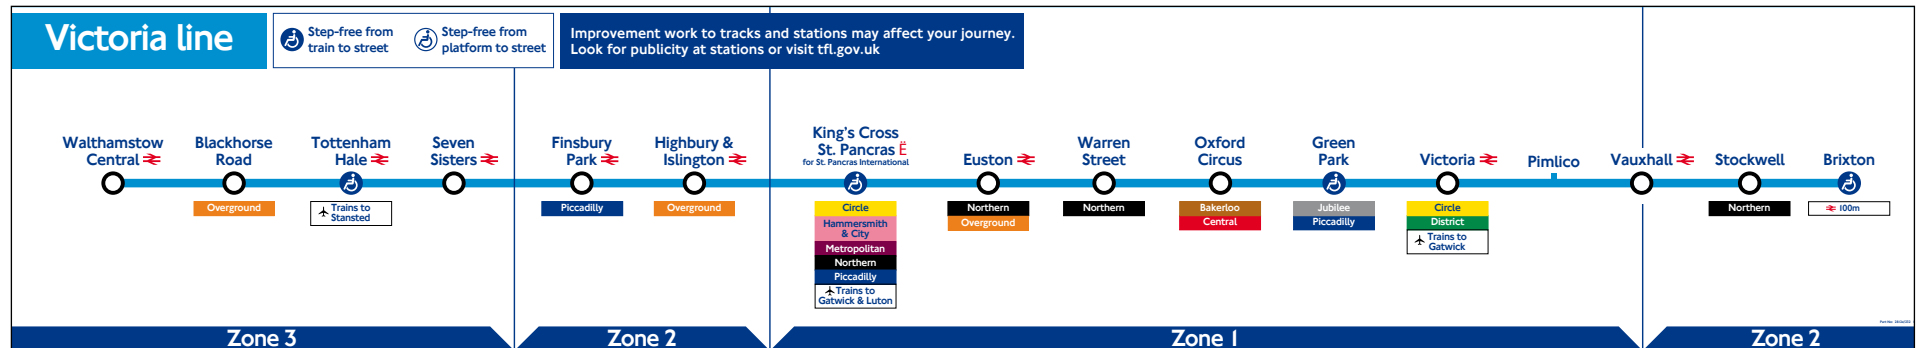 Victoria line
Step-free from
train to street
Step-free from
platform to street
Improvement work to tracks and stations may affect your journey.
Look for publicity at stations or visit tfl.gov.uk
Walthamstow
Central
Blackhorse
Road
Overground
Tottenham
Hale
Trains to
Stansted
Seven
Sisters
Finsbury
Park
Piccadilly
Highbury &
Islington
Overground
King's Cross
St. Pancras Ë
for St. Pancras International
Circle
Hammersmith
& City
Metropolitan
Northern
Piccadilly
Trains to
Gatwick & Luton
Euston
Northern
Overground
Warren
Street
Northern
Oxford
Circus
Bakerloo
Central
Green
Park
Jubilee
Piccadilly
Victoria
Circle
District
Trains to
Gatwick
Pimlico
Vauxhall
Stockwell
Northern
Brixton
100m
Zone 3
Zone 2
Zone 1
Zone 2